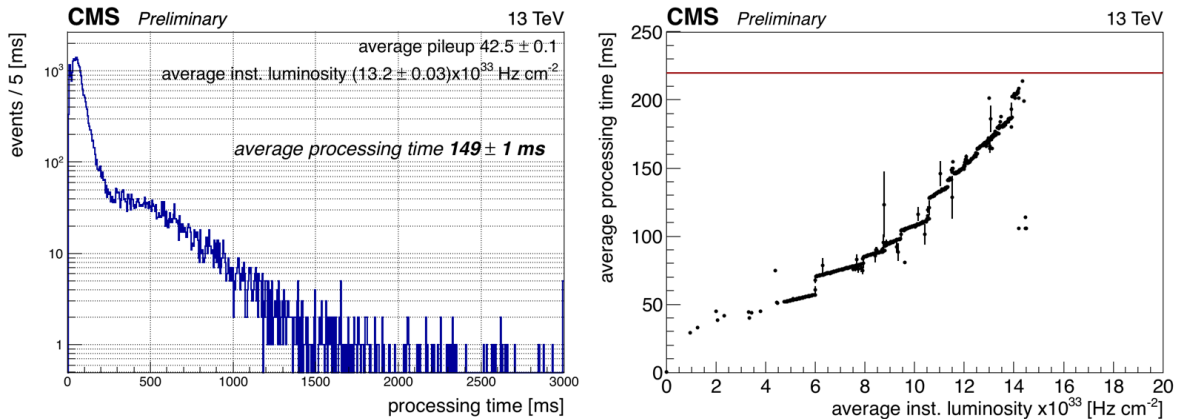 CMS Preliminary 13 TeV
events / 5 [ms]
average pileup 42.5 ± 0.1
average inst. luminosity (13.2 ± 0.03)x10³³ Hz cm⁻²
average processing time 149 ± 1 ms
10³
10²
10
1
0 500 1000 1500 2000 2500 3000
processing time [ms]
CMS Preliminary 13 TeV
average processing time [ms]
250
200
150
100
50
0
0 2 4 6 8 10 12 14 16 18 20
average inst. luminosity x10³³ [Hz cm⁻²]